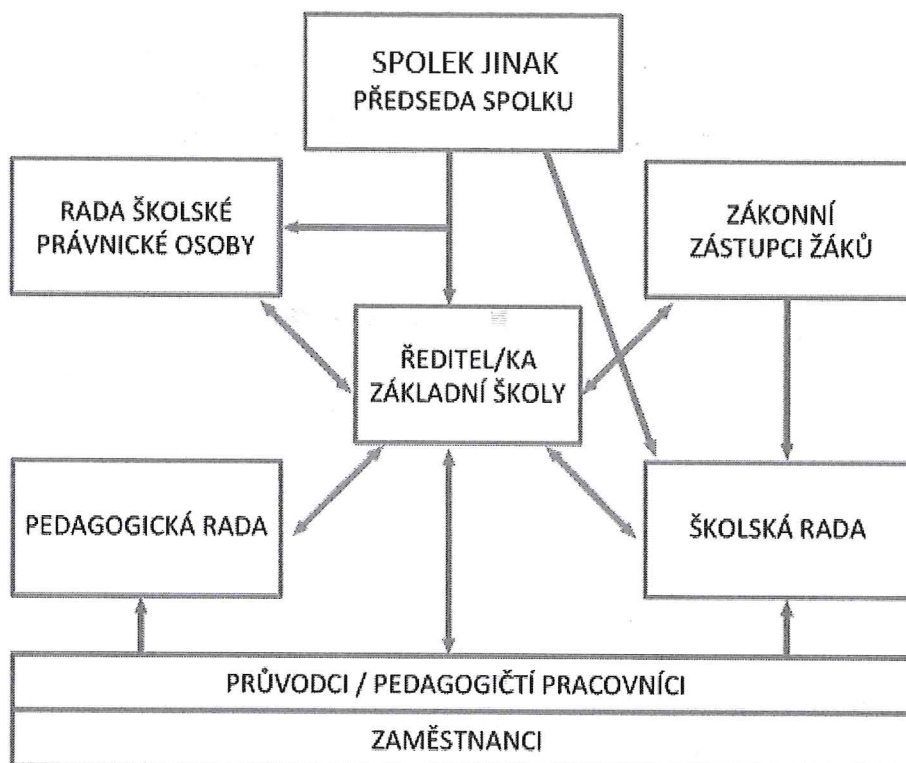 SPOLEK JINAK
PŘEDSEDA SPOLKU
RADA ŠKOLSKÉ
PRÁVNICKÉ OSOBY
ZÁKONNÍ
ZÁSTUPCI ŽÁKŮ
ŘEDITEL/KA
ZÁKLADNÍ ŠKOLY
PEDAGOGICKÁ RADA
ŠKOLSKÁ RADA
PRŮVODCI / PEDAGOGIČTÍ PRACOVNÍCI
ZAMĚSTNANCI